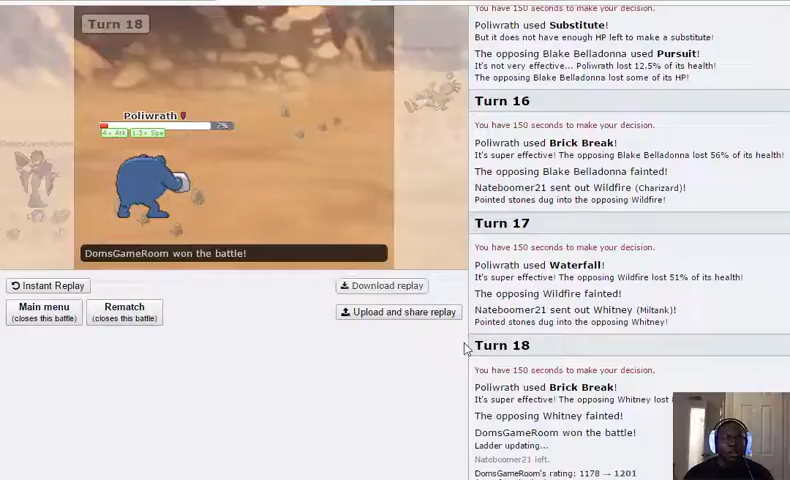 Turn 18
Poliwrath
7%
4x Atk 1.5x Spe
DomsGameRoom
DomsGameRoom won the battle!
Instant Replay
Download replay
Main menu
(closes this battle)
Rematch
(closes this battle)
Upload and share replay
You have 150 seconds to make your decision.
Poliwrath used Substitute!
But it does not have enough HP left to make a substitute!
The opposing Blake Belladonna used Pursuit!
It's not very effective... Poliwrath lost 12.5% of its health!
The opposing Blake Belladonna lost some of its HP!
Turn 16
You have 150 seconds to make your decision.
Poliwrath used Brick Break!
It's super effective! The opposing Blake Belladonna lost 56% of its health!
The opposing Blake Belladonna fainted!
Nateboomer21 sent out Wildfire (Charizard)!
Pointed stones dug into the opposing Wildfire!
Turn 17
You have 150 seconds to make your decision.
Poliwrath used Waterfall!
It's super effective! The opposing Wildfire lost 51% of its health!
The opposing Wildfire fainted!
Nateboomer21 sent out Whitney (Miltank)!
Pointed stones dug into the opposing Whitney!
Turn 18
You have 150 seconds to make your decision.
Poliwrath used Brick Break!
It's super effective! The opposing Whitney lost
The opposing Whitney fainted!
DomsGameRoom won the battle!
Ladder updating...
Nateboomer21 left.
DomsGameRoom's rating: 1178 → 1201